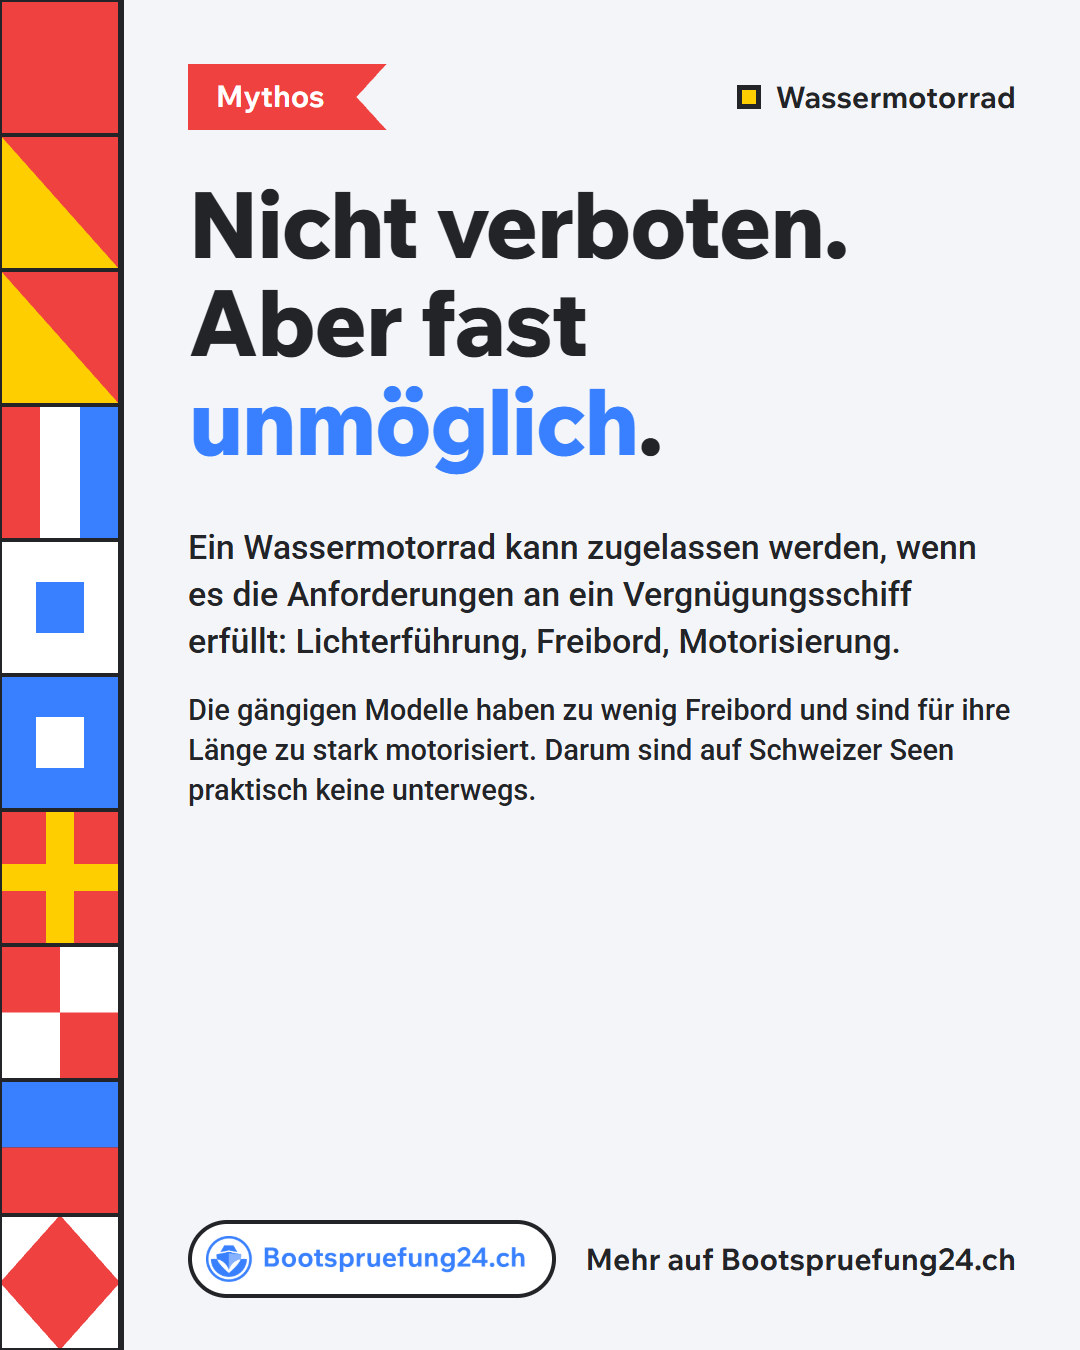 Mythos
Wassermotorrad
Nicht verboten.
Aber fast
unmöglich.
Ein Wassermotorrad kann zugelassen werden, wenn
es die Anforderungen an ein Vergnügungsschiff
erfüllt: Lichterführung, Freibord, Motorisierung.
Die gängigen Modelle haben zu wenig Freibord und sind für ihre
Länge zu stark motorisiert. Darum sind auf Schweizer Seen
praktisch keine unterwegs.
Bootspruefung24.ch
Mehr auf Bootspruefung24.ch